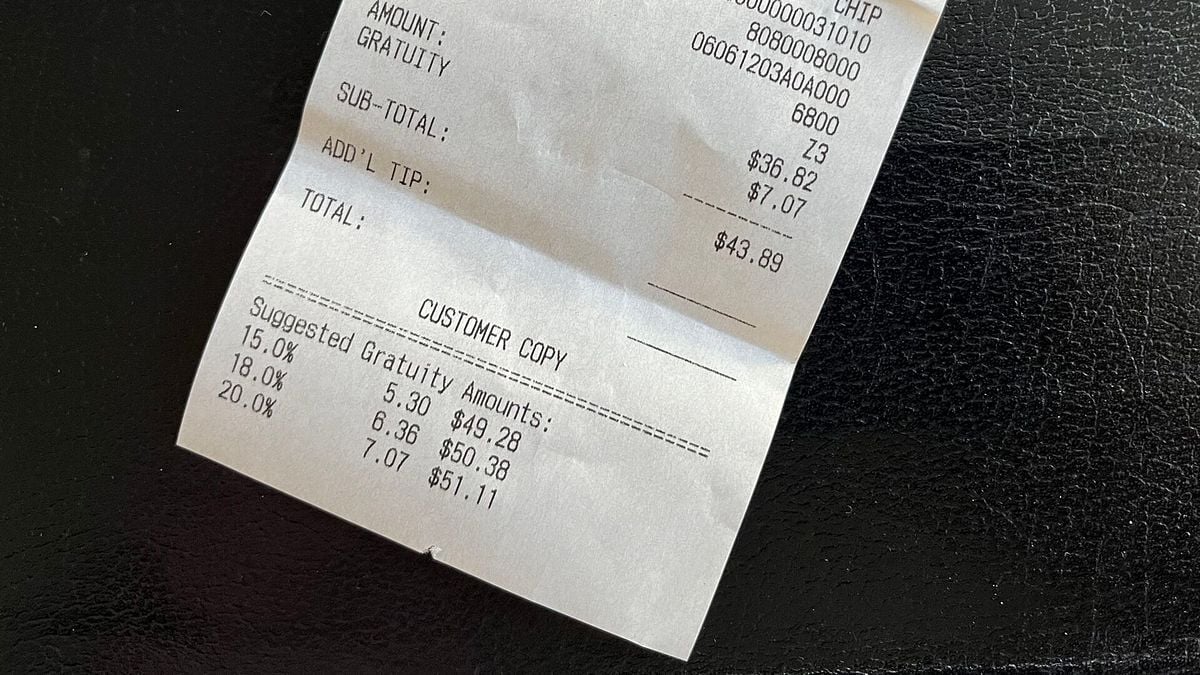 CHIP
00000031010
8080008000
06061203A0A000
6800
Z3
AMOUNT: $36.82
GRATUITY $7.07
SUB-TOTAL: $43.89
ADD'L TIP:
TOTAL:
CUSTOMER COPY
Suggested Gratuity Amounts:
15.0% 5.30 $49.28
18.0% 6.36 $50.38
20.0% 7.07 $51.11